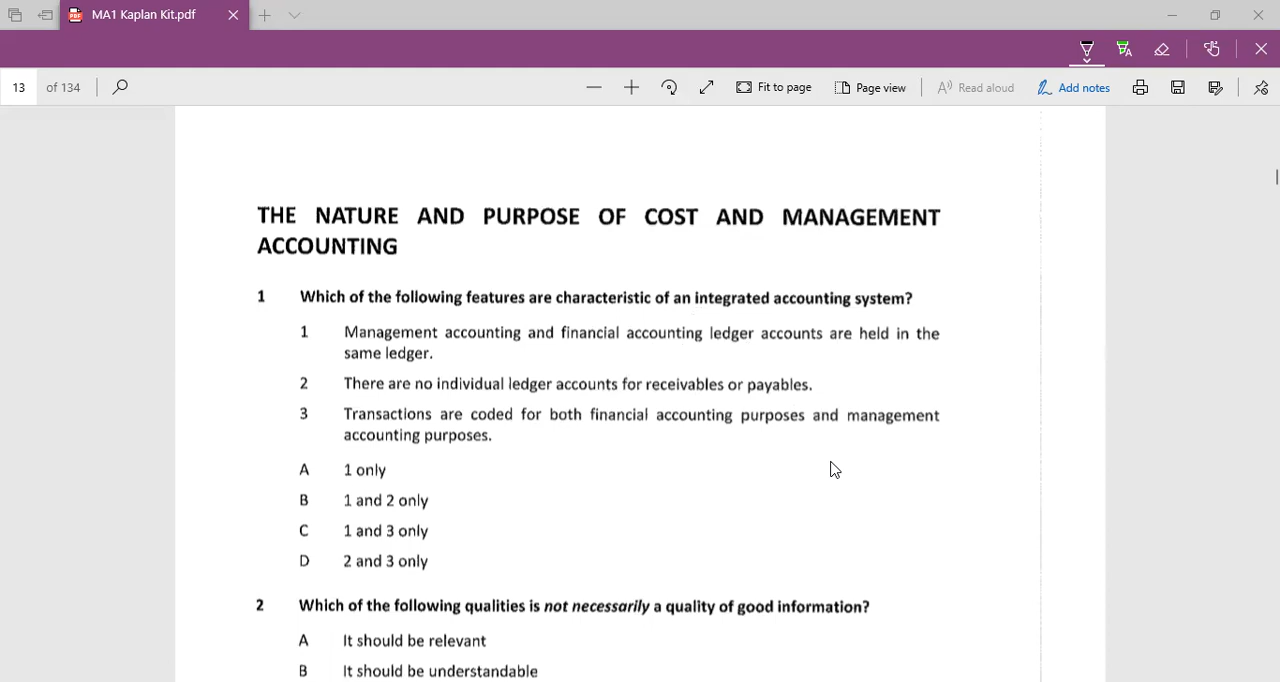 MA1 Kaplan Kit.pdf
13 of 134 Fit to page Page view Read aloud Add notes
THE NATURE AND PURPOSE OF COST AND MANAGEMENT
ACCOUNTING
1 Which of the following features are characteristic of an integrated accounting system?
1 Management accounting and financial accounting ledger accounts are held in the
same ledger.
2 There are no individual ledger accounts for receivables or payables.
3 Transactions are coded for both financial accounting purposes and management
accounting purposes.
A 1 only
B 1 and 2 only
C 1 and 3 only
D 2 and 3 only
2 Which of the following qualities is not necessarily a quality of good information?
A It should be relevant
B It should be understandable